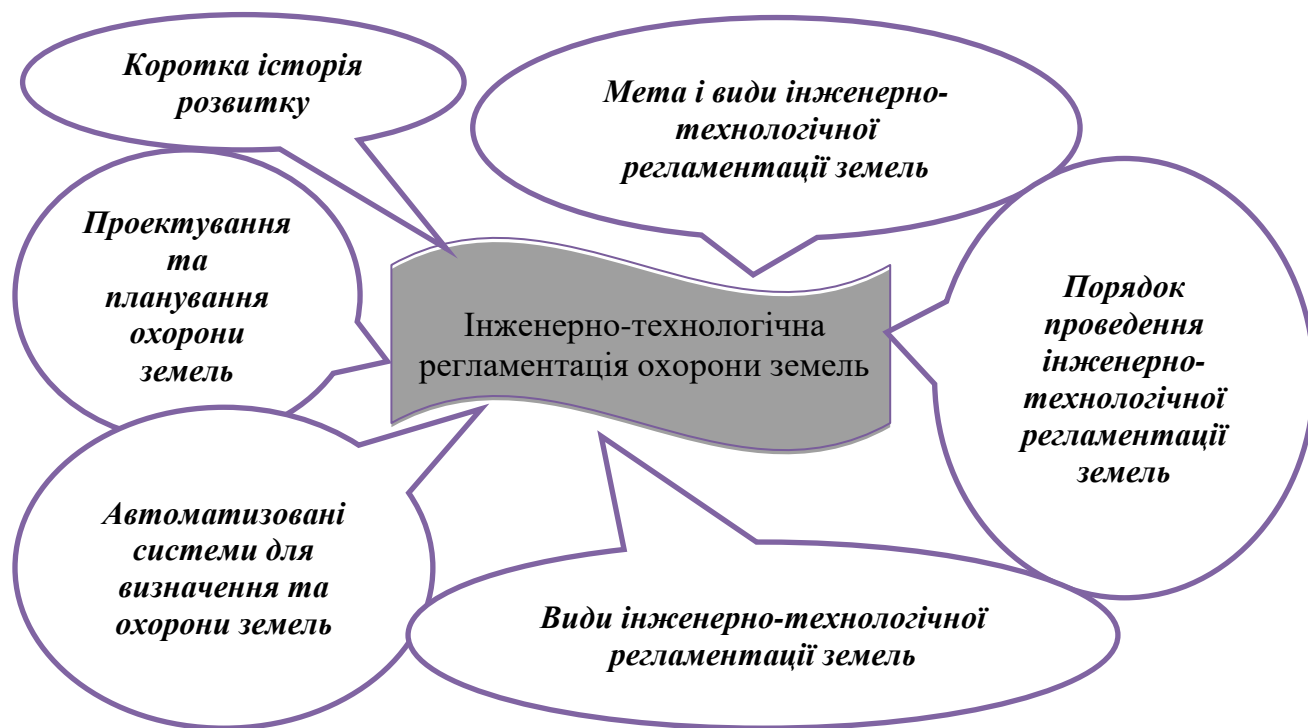 Коротка історія
розвитку
Мета і види інженерно-
технологічної
регламентації земель
Проектування
та
планування
охорони
земель
Інженерно-технологічна
регламентація охорони земель
Порядок
проведення
інженерно-
технологічної
регламентації
земель
Автоматизовані
системи для
визначення та
охорони земель
Види інженерно-технологічної
регламентації земель